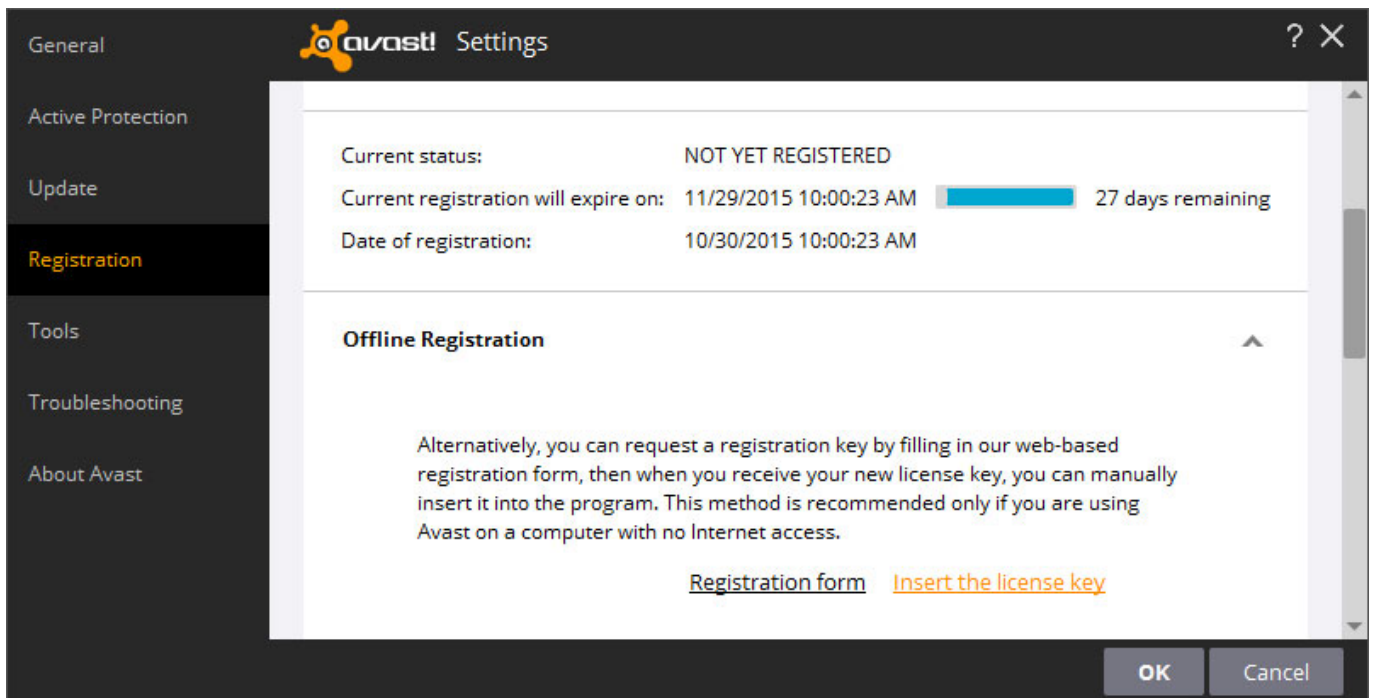 General
avast! Settings
?
Active Protection
Update
Registration
Tools
Troubleshooting
About Avast
Current status: NOT YET REGISTERED
Current registration will expire on: 11/29/2015 10:00:23 AM 27 days remaining
Date of registration: 10/30/2015 10:00:23 AM
Offline Registration
Alternatively, you can request a registration key by filling in our web-based
registration form, then when you receive your new license key, you can manually
insert it into the program. This method is recommended only if you are using
Avast on a computer with no Internet access.
Registration form Insert the license key
OK Cancel